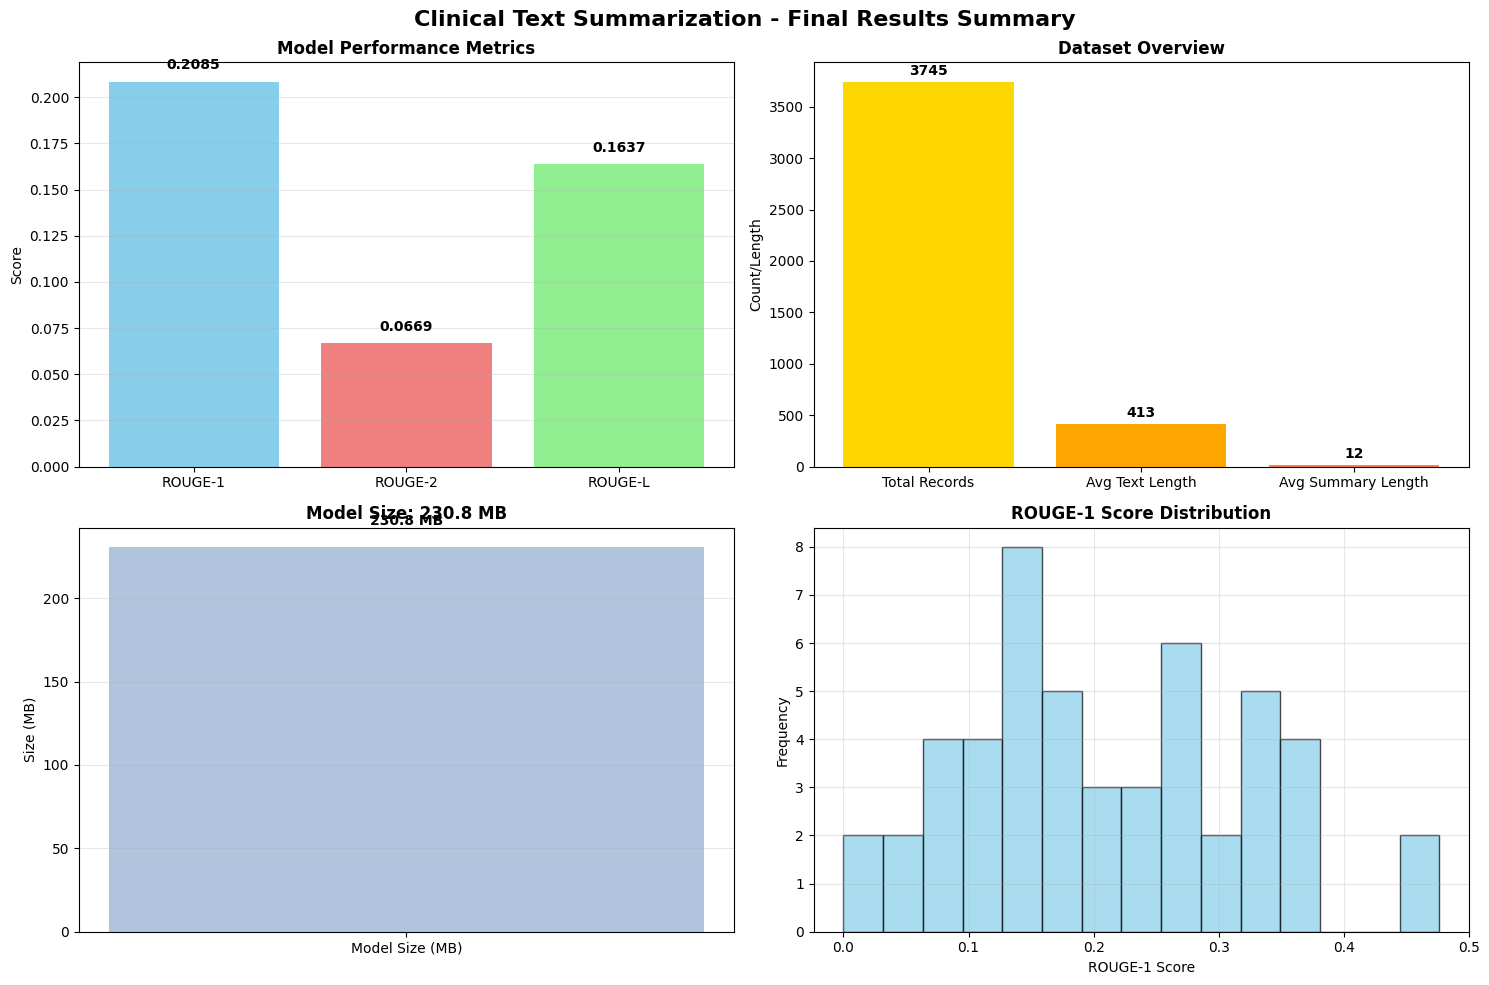 Clinical Text Summarization - Final Results Summary
Model Performance Metrics
0.2085
0.1637
0.0669
0.200
0.175
0.150
0.125
0.100
0.075
0.050
0.025
0.000
Score
ROUGE-1 ROUGE-2 ROUGE-L
Dataset Overview
3745
413
12
3500
3000
2500
2000
1500
1000
500
0
Count/Length
Total Records Avg Text Length Avg Summary Length
Model Size: 230.8 MB
230.8 MB
200
150
100
50
0
Size (MB)
Model Size (MB)
ROUGE-1 Score Distribution
8
7
6
5
4
3
2
1
0
Frequency
0.0 0.1 0.2 0.3 0.4 0.5
ROUGE-1 Score